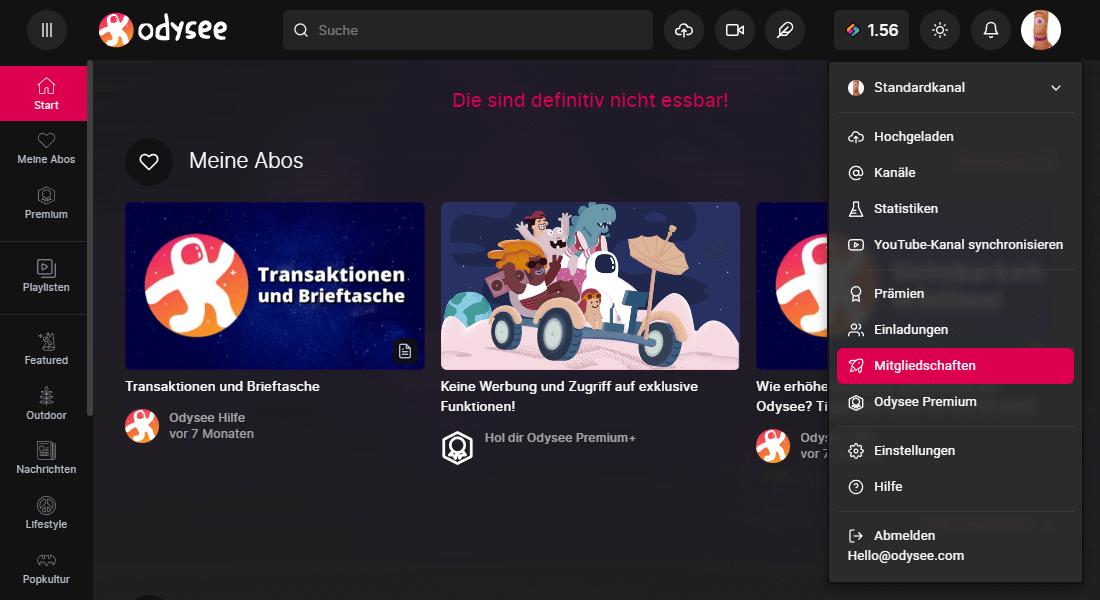 odysee
Suche
1.56
Start
Meine Abos
Premium
Playlisten
Featured
Outdoor
Nachrichten
Lifestyle
Popkultur
Die sind definitiv nicht essbar!
Meine Abos
Transaktionen
und Brieftasche
Transaktionen und Brieftasche
Odysee Hilfe
vor 7 Monaten
Keine Werbung und Zugriff auf exklusive
Funktionen!
Hol dir Odysee Premium+
Wie erhöhe
Odysee? Ti
Odys
vor 7
Standardkanal
Hochgeladen
Kanäle
Statistiken
YouTube-Kanal synchronisieren
Prämien
Einladungen
Mitgliedschaften
Odysee Premium
Einstellungen
Hilfe
Abmelden
Hello@odysee.com